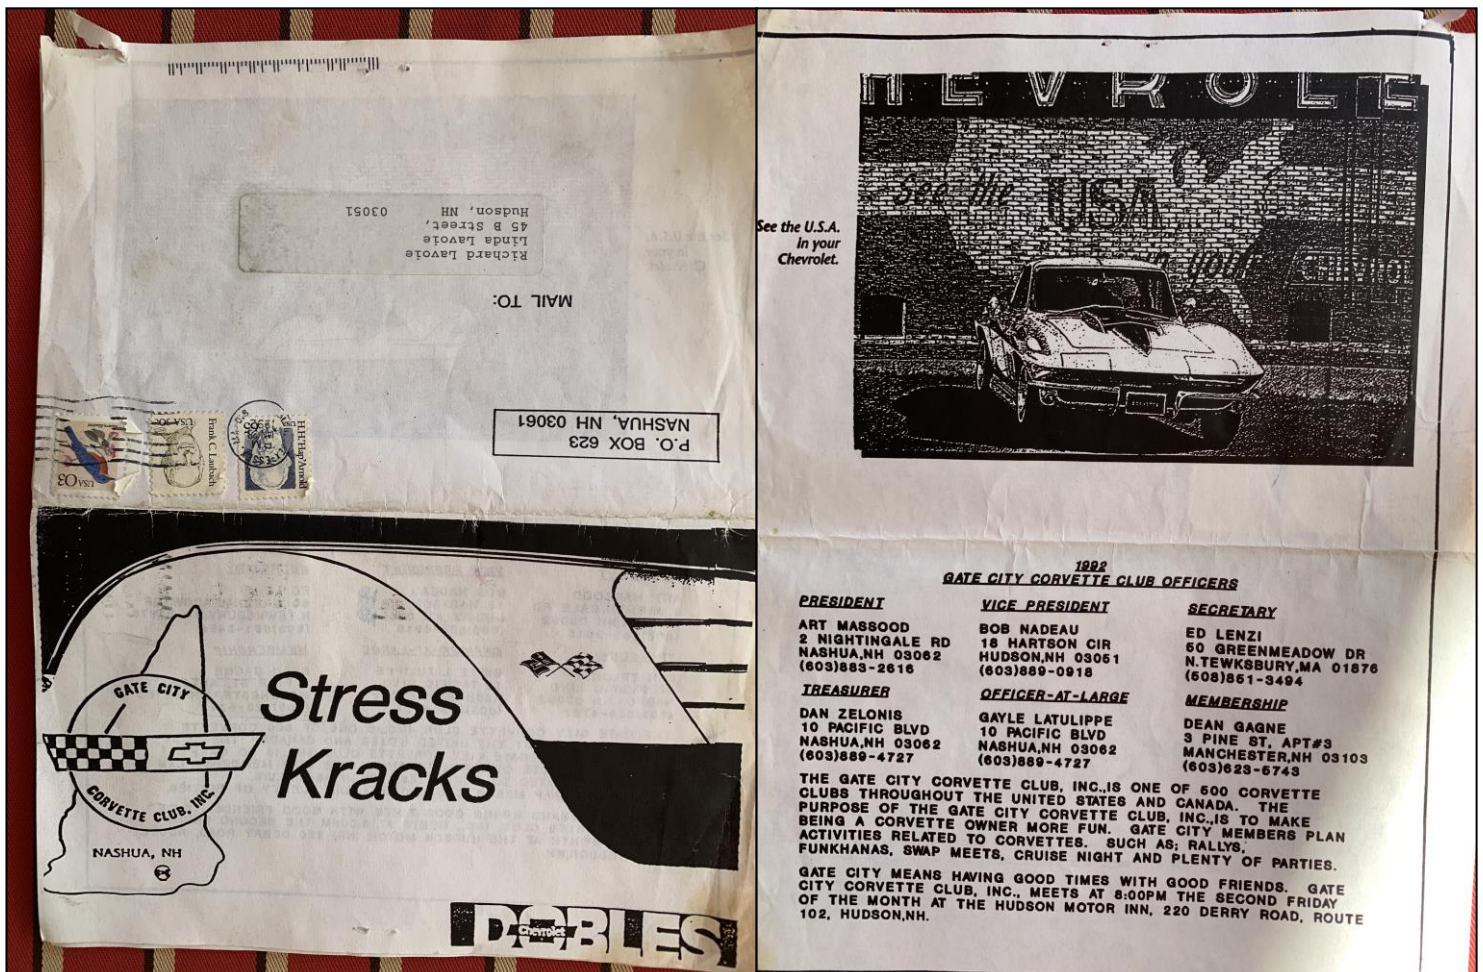 Richard Lavoie
Linda Lavoie
45 B Street,
Hudson, NH 03051
MAIL TO:
P.O. BOX 623
NASHUA, NH 03061
USA 03
Frank C. Laubach
USA 30c
H.H.'Hap' Arnold
GATE CITY
CORVETTE CLUB, INC.
NASHUA, NH
Stress
Kracks
DOBLES
Chevrolet
HEVROLE
See the
USA
in your
See the U.S.A.
in your
Chevrolet.
1992
GATE CITY CORVETTE CLUB OFFICERS
PRESIDENT
ART MASSOOD
2 NIGHTINGALE RD
NASHUA,NH 03062
(603)883-2616
VICE PRESIDENT
BOB NADEAU
18 HARTSON CIR
HUDSON,NH 03051
(603)889-0918
SECRETARY
ED LENZI
50 GREENMEADOW DR
N.TEWKSBURY,MA 01876
(508)851-3494
TREASURER
DAN ZELONIS
10 PACIFIC BLVD
NASHUA,NH 03062
(603)889-4727
OFFICER-AT-LARGE
GAYLE LATULIPPE
10 PACIFIC BLVD
NASHUA,NH 03062
(603)889-4727
MEMBERSHIP
DEAN GAGNE
3 PINE ST, APT#3
MANCHESTER,NH 03103
(603)623-5743
THE GATE CITY CORVETTE CLUB, INC.,IS ONE OF 500 CORVETTE
CLUBS THROUGHOUT THE UNITED STATES AND CANADA. THE
PURPOSE OF THE GATE CITY CORVETTE CLUB, INC.,IS TO MAKE
BEING A CORVETTE OWNER MORE FUN. GATE CITY MEMBERS PLAN
ACTIVITIES RELATED TO CORVETTES. SUCH AS; RALLYS,
FUNKHANAS, SWAP MEETS, CRUISE NIGHT AND PLENTY OF PARTIES.
GATE CITY MEANS HAVING GOOD TIMES WITH GOOD FRIENDS. GATE
CITY CORVETTE CLUB, INC., MEETS AT 8:00PM THE SECOND FRIDAY
OF THE MONTH AT THE HUDSON MOTOR INN, 220 DERRY ROAD, ROUTE
102, HUDSON,NH.